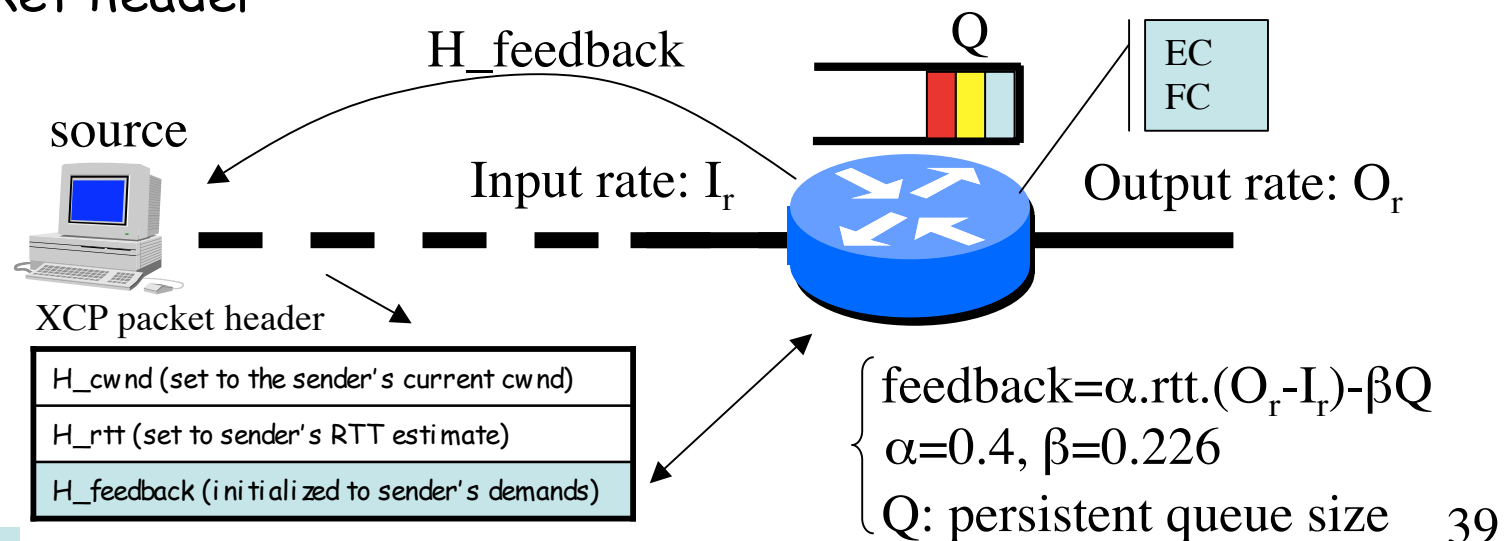 ket header
H_feedback
Q
EC
FC
source
Input rate: Iᵣ
Output rate: Oᵣ
XCP packet header
H_cwnd (set to the sender's current cwnd)
H_rtt (set to sender's RTT estimate)
H_feedback (initialized to sender's demands)
feedback=α.rtt.(Oᵣ-Iᵣ)-βQ
α=0.4, β=0.226
Q: persistent queue size
39